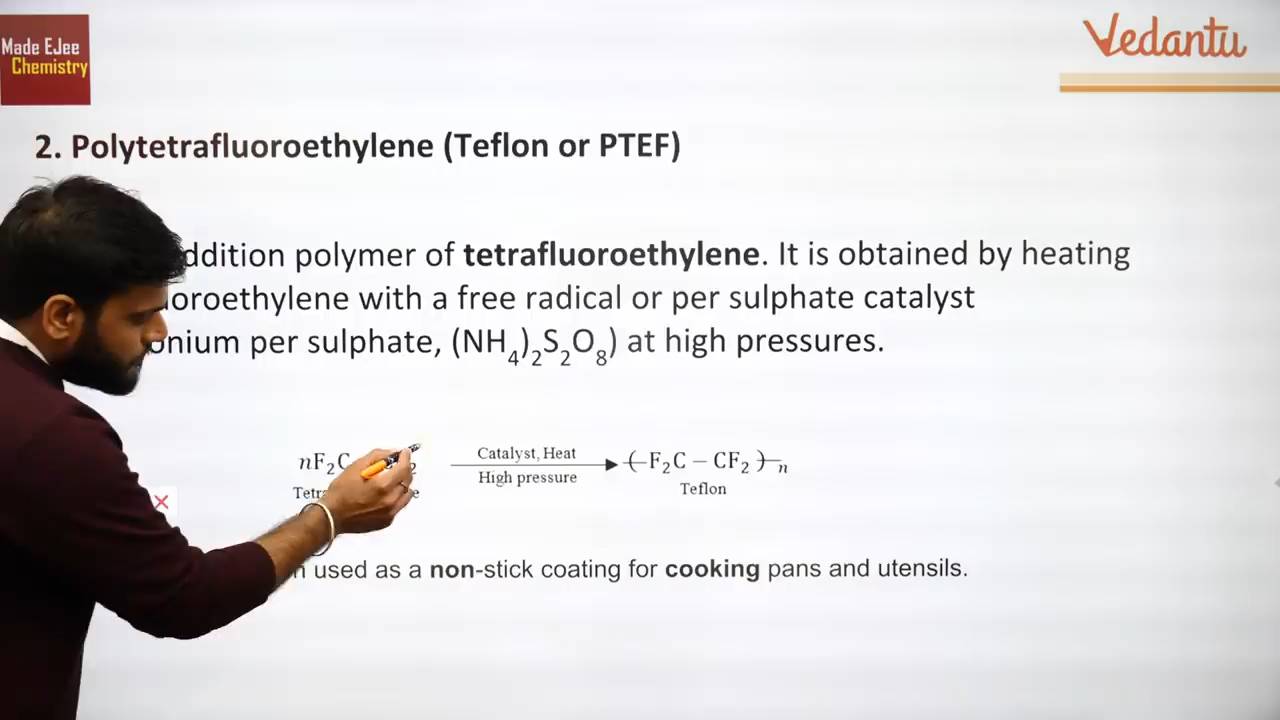 Made EJee
Chemistry
Vedantu
2. Polytetrafluoroethylene (Teflon or PTEF)
ddition polymer of tetrafluoroethylene. It is obtained by heating
oroethylene with a free radical or per sulphate catalyst
onium per sulphate, (NH₄)₂S₂O₈) at high pressures.
nF₂C
2
Catalyst, Heat
High pressure
(F₂C – CF₂)n
Tetr
e
Teflon
n used as a non-stick coating for cooking pans and utensils.